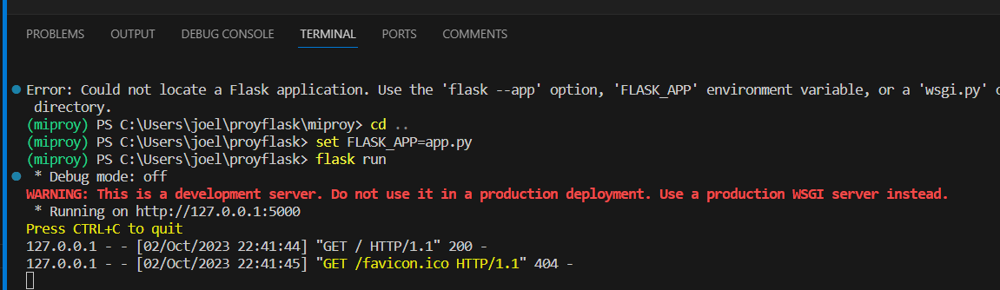 PROBLEMS OUTPUT DEBUG CONSOLE TERMINAL PORTS COMMENTS
Error: Could not locate a Flask application. Use the 'flask --app' option, 'FLASK_APP' environment variable, or a 'wsgi.py'
directory.
(miproy) PS C:\Users\joel\proyflask\miproy> cd ..
(miproy) PS C:\Users\joel\proyflask> set FLASK_APP=app.py
(miproy) PS C:\Users\joel\proyflask> flask run
* Debug mode: off
WARNING: This is a development server. Do not use it in a production deployment. Use a production WSGI server instead.
* Running on http://127.0.0.1:5000
Press CTRL+C to quit
127.0.0.1 - - [02/Oct/2023 22:41:44] "GET / HTTP/1.1" 200 -
127.0.0.1 - - [02/Oct/2023 22:41:45] "GET /favicon.ico HTTP/1.1" 404 -